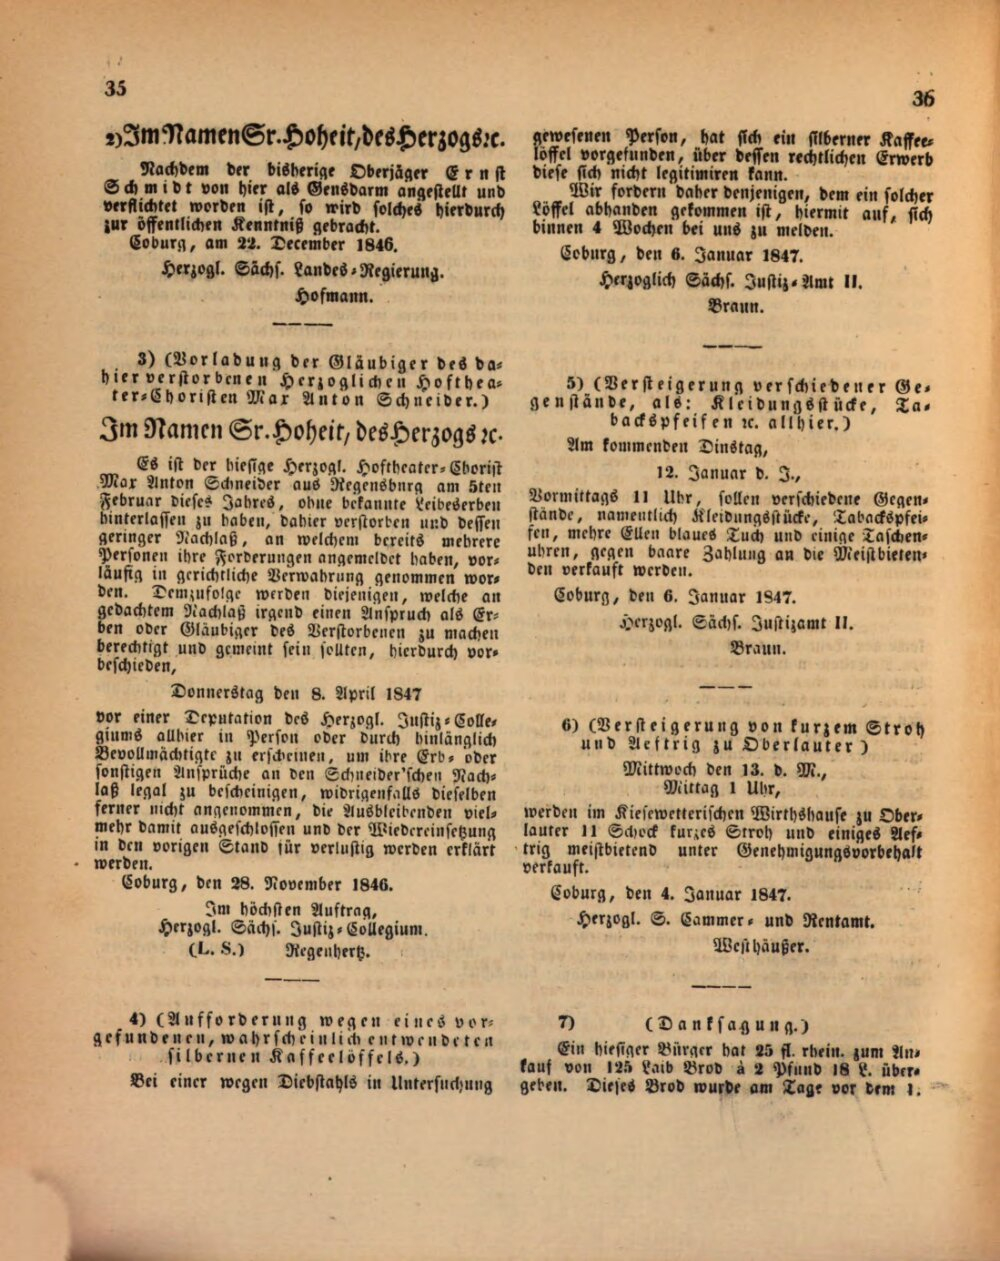 35
2) Im Namen Sr. Hoheit, des Herzogs ꝛc.
Nachdem der bisherige Oberjäger Ernst
Schmidt von hier als Gensdarm angestellt und
verflichtet worden ist, so wird solches hierdurch
zur öffentlichen Kenntniß gebracht.
Coburg, am 22. December 1846.
Herzogl. Sächs. Landes-Regierung.
Hofmann.
3) (Vorladung der Gläubiger des da-
hier verstorbenen Herzoglichen Hofthea-
ter-Choristen Max Anton Schneider.)
Im Namen Sr. Hoheit, des Herzogs ꝛc.
Es ist der hiesige Herzogl. Hoftheater-Chorist
Max Anton Schneider aus Regensburg am 5ten
Februar dieses Jahres, ohne bekannte Leibeserben
hinterlassen zu haben, dahier verstorben und dessen
geringer Nachlaß, an welchem bereits mehrere
Personen ihre Forderungen angemeldet haben, vor-
läufig in gerichtliche Verwahrung genommen wor-
den. Demzufolge werden diejenigen, welche an
gedachtem Nachlaß irgend einen Anspruch als Er-
ben oder Gläubiger des Verstorbenen zu machen
berechtigt und gemeint sein sollten, hierdurch vor-
beschieden,
Donnerstag den 8. April 1847
vor einer Deputation des Herzogl. Justiz-Colle-
giums allhier in Person oder durch hinlänglich
Bevollmächtigte zu erscheinen, um ihre Erb- oder
sonstigen Ansprüche an den Schneider'schen Nach-
laß legal zu bescheinigen, widrigenfalls dieselben
ferner nicht angenommen, die Ausbleibenden viel-
mehr damit ausgeschlossen und der Wiedereinsetzung
in den vorigen Stand für verlustig werden erklärt
werden.
Coburg, den 28. November 1846.
Im höchsten Auftrag,
Herzogl. Sächs. Justiz-Collegium.
(L. S.) Regenhertz.
4) (Aufforderung wegen eines vor-
gefundenen, wahrscheinlich entwendeten
silbernen Kaffeelöffels.)
Bei einer wegen Diebstahls in Untersuchung
36
gewesenen Person, hat sich ein silberner Kaffee-
löffel vorgefunden, über dessen rechtlichen Erwerb
diese sich nicht legitimiren kann.
Wir fordern daher denjenigen, dem ein solcher
Löffel abhanden gekommen ist, hiermit auf, sich
binnen 4 Wochen bei uns zu melden.
Coburg, den 6. Januar 1847.
Herzoglich Sächs. Justiz-Amt II.
Braun.
5) (Versteigerung verschiedener Ge-
genstände, als: Kleidungsstücke, Ta-
backspfeifen ꝛc. allhier.)
Am kommenden Dinstag,
12. Januar d. J.,
Vormittags 11 Uhr, sollen verschiedene Gegen-
stände, namentlich Kleidungsstücke, Tabackspfei-
fen, mehre Ellen blaues Tuch und einige Taschen-
uhren, gegen baare Zahlung an die Meistbieten-
den verkauft werden.
Coburg, den 6. Januar 1847.
Herzogl. Sächs. Justizamt II.
Braun.
6) (Versteigerung von kurzem Stroh
und Aeftrig zu Oberlauter)
Mittwoch den 13. d. M.,
Mittag 1 Uhr,
werden im Kiesewetterischen Wirthshause zu Ober-
lauter 11 Schock kurzes Stroh und einiges Aef-
trig meistbietend unter Genehmigungsvorbehalt
verkauft.
Coburg, den 4. Januar 1847.
Herzogl. S. Cammer- und Rentamt.
Westhäußer.
7) (Danksagung.)
Ein hiesiger Bürger hat 25 fl. rhein. zum An-
kauf von 125 Laib Brod à 2 Pfund 18 L. über-
geben. Dieses Brod wurde am Tage vor dem 1.